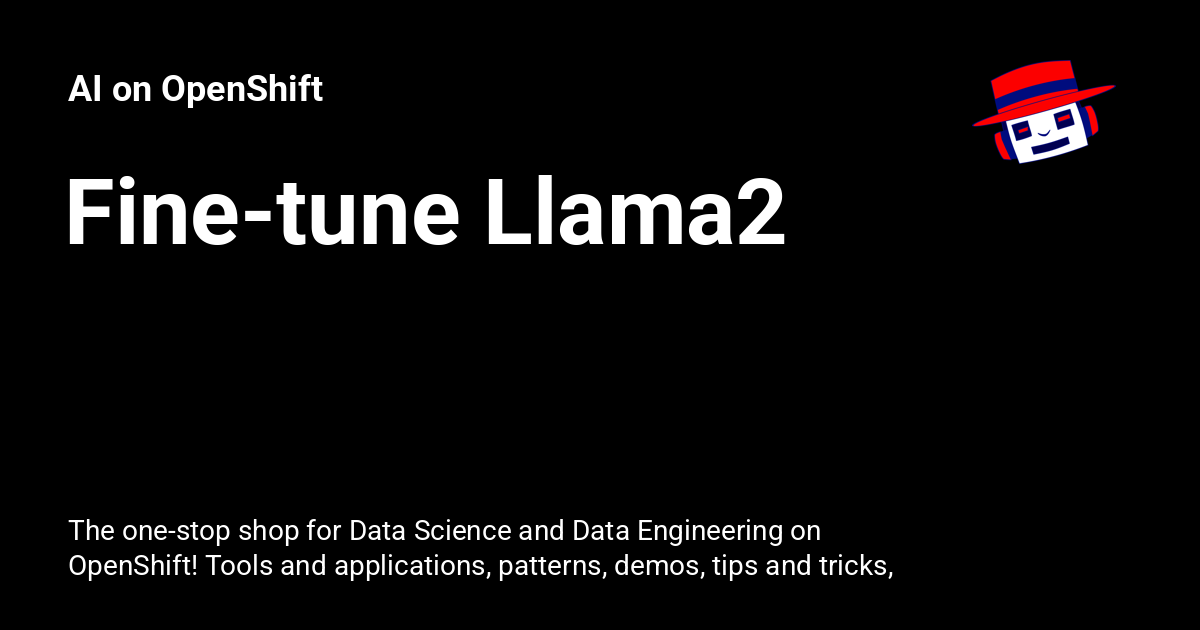 AI on OpenShift
Fine-tune Llama2
The one-stop shop for Data Science and Data Engineering on
OpenShift! Tools and applications, patterns, demos, tips and tricks,